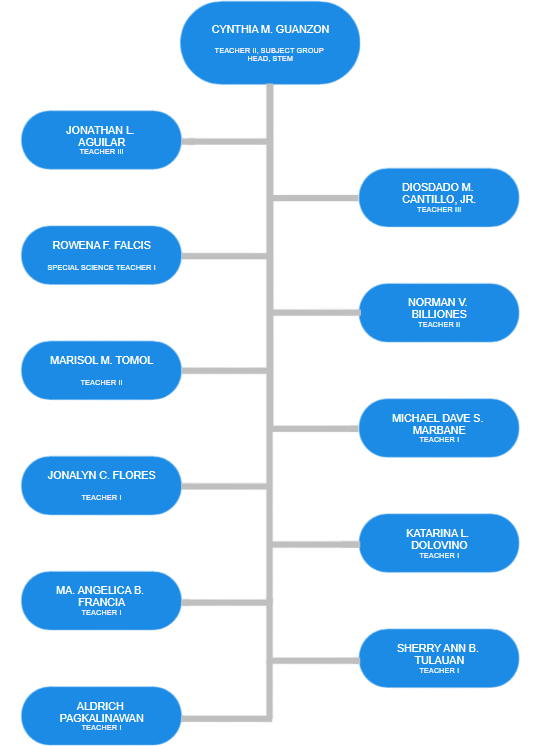 CYNTHIA M. GUANZON
TEACHER II, SUBJECT GROUP
HEAD, STEM
JONATHAN L.
AGUILAR
TEACHER III
DIOSDADO M.
CANTILLO, JR.
TEACHER III
ROWENA F. FALCIS
SPECIAL SCIENCE TEACHER I
NORMAN V.
BILLIONES
TEACHER II
MARISOL M. TOMOL
TEACHER II
MICHAEL DAVE S.
MARBANE
TEACHER I
JONALYN C. FLORES
TEACHER I
KATARINA L.
DOLOVINO
TEACHER I
MA. ANGELICA B.
FRANCIA
TEACHER I
SHERRY ANN B.
TULAUAN
TEACHER I
ALDRICH
PAGKALINAWAN
TEACHER I